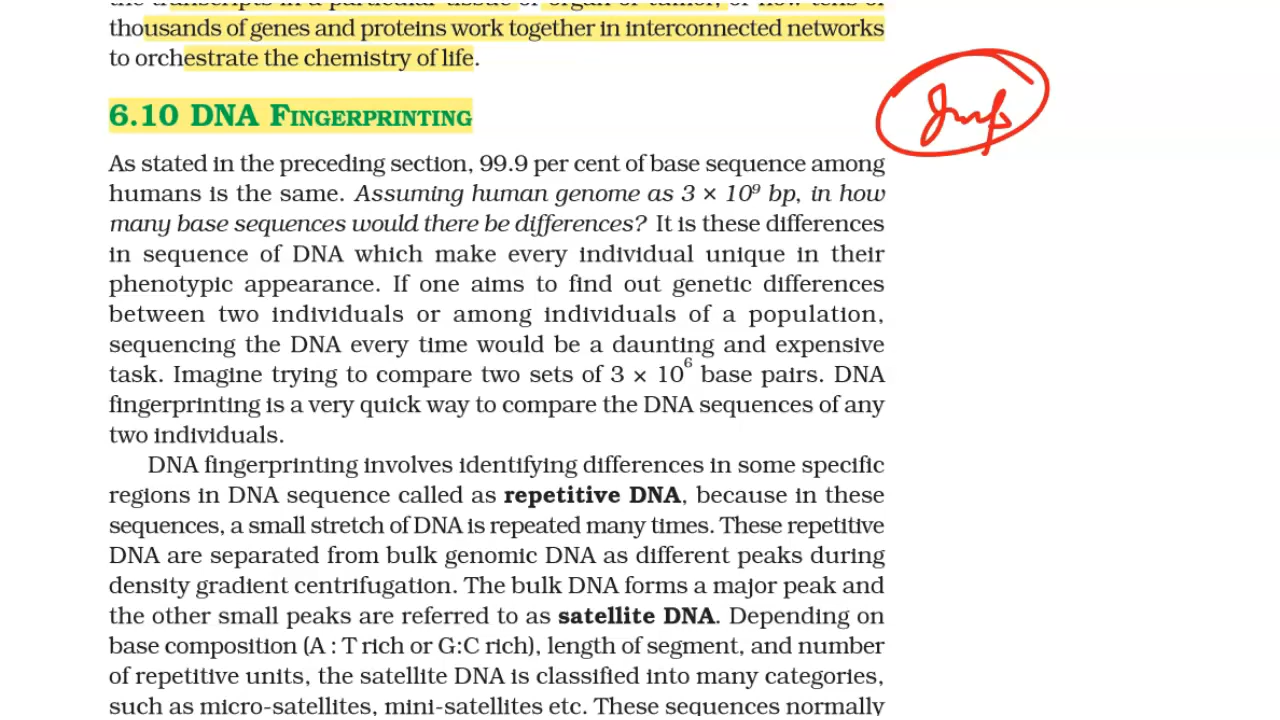 thousands of genes and proteins work together in interconnected networks
to orchestrate the chemistry of life.
6.10 DNA FINGERPRINTING
Imp
As stated in the preceding section, 99.9 per cent of base sequence among
humans is the same. Assuming human genome as 3 × 10⁹ bp, in how
many base sequences would there be differences? It is these differences
in sequence of DNA which make every individual unique in their
phenotypic appearance. If one aims to find out genetic differences
between two individuals or among individuals of a population,
sequencing the DNA every time would be a daunting and expensive
task. Imagine trying to compare two sets of 3 × 10⁶ base pairs. DNA
fingerprinting is a very quick way to compare the DNA sequences of any
two individuals.
DNA fingerprinting involves identifying differences in some specific
regions in DNA sequence called as repetitive DNA, because in these
sequences, a small stretch of DNA is repeated many times. These repetitive
DNA are separated from bulk genomic DNA as different peaks during
density gradient centrifugation. The bulk DNA forms a major peak and
the other small peaks are referred to as satellite DNA. Depending on
base composition (A : T rich or G:C rich), length of segment, and number
of repetitive units, the satellite DNA is classified into many categories,
such as micro-satellites, mini-satellites etc. These sequences normally